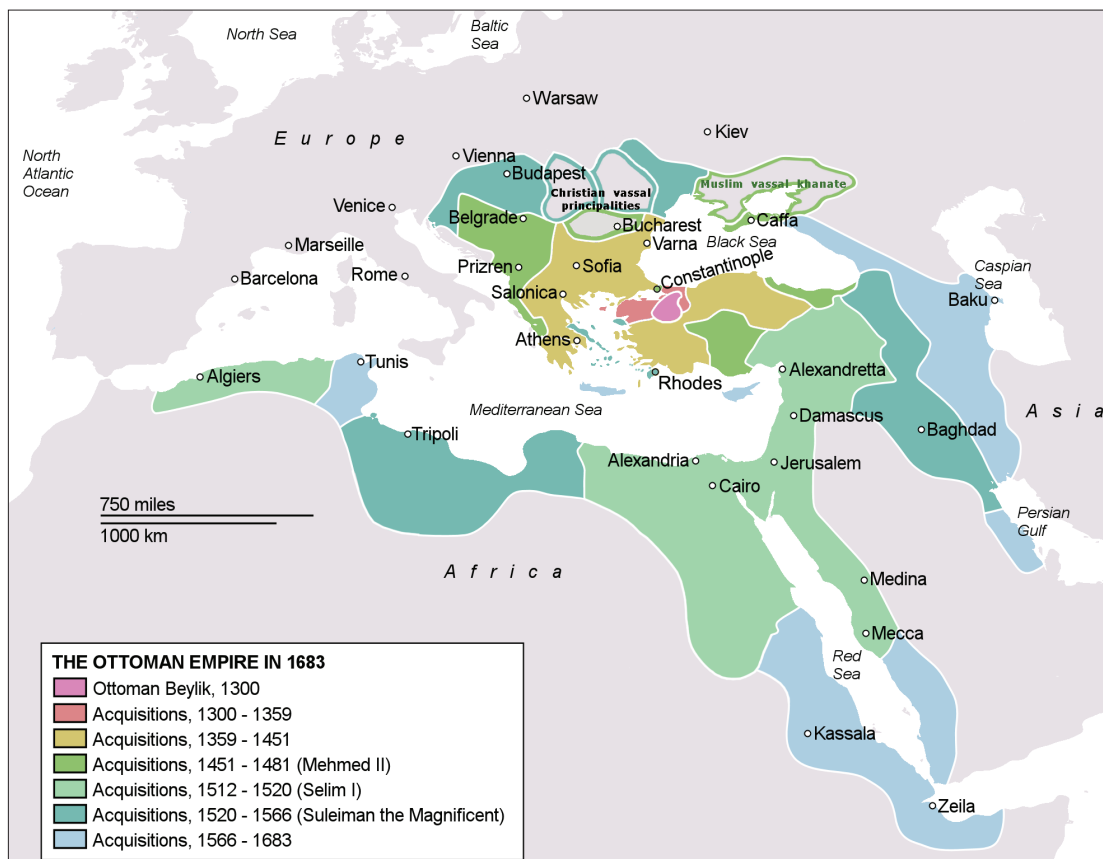 North Sea
Baltic
Sea
Warsaw
Kiev
E u r o p e
North
Atlantic
Ocean
Vienna
Budapest
Christian vassal
principalities
Muslim vassal khanate
Venice
Belgrade
Bucharest
Caffa
Marseille
Varna
Black Sea
Barcelona
Rome
Prizren
Sofia
Constantinople
Caspian
Sea
Salonica
Baku
Athens
Tunis
Algiers
Rhodes
Alexandretta
Mediterranean Sea
Damascus
A s i a
Tripoli
Baghdad
Alexandria
Jerusalem
Cairo
750 miles
1000 km
Persian
Gulf
A f r i c a
Medina
Mecca
Red
Sea
Kassala
Zeila
THE OTTOMAN EMPIRE IN 1683
Ottoman Beylik, 1300
Acquisitions, 1300 - 1359
Acquisitions, 1359 - 1451
Acquisitions, 1451 - 1481 (Mehmed II)
Acquisitions, 1512 - 1520 (Selim I)
Acquisitions, 1520 - 1566 (Suleiman the Magnificent)
Acquisitions, 1566 - 1683